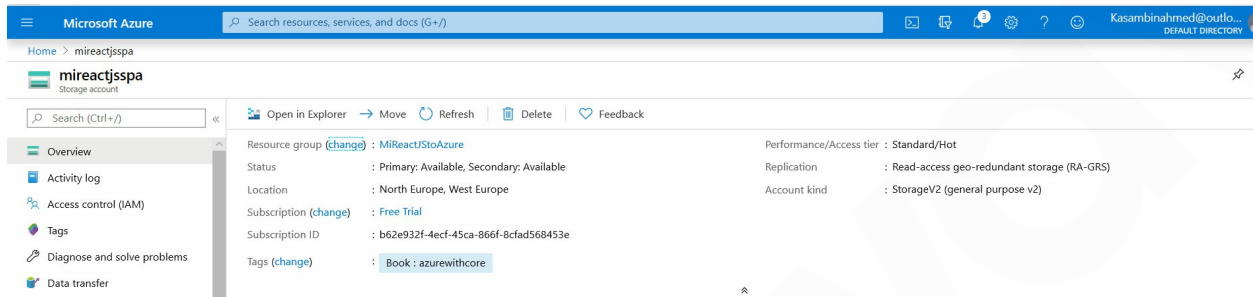 Microsoft Azure
Search resources, services, and docs (G+/)
3
Kasambinahmed@outlo...
DEFAULT DIRECTORY
Home > mireactjsspa
mireactjsspa
Storage account
Search (Ctrl+/)
«
Open in Explorer
Move
Refresh
Delete
Feedback
Overview
Activity log
Access control (IAM)
Tags
Diagnose and solve problems
Data transfer
Resource group (change) : MiReactJStoAzure
Status : Primary: Available, Secondary: Available
Location : North Europe, West Europe
Subscription (change) : Free Trial
Subscription ID : b62e932f-4ecf-45ca-866f-8cfad568453e
Tags (change) : Book : azurewithcore
Performance/Access tier : Standard/Hot
Replication : Read-access geo-redundant storage (RA-GRS)
Account kind : StorageV2 (general purpose v2)